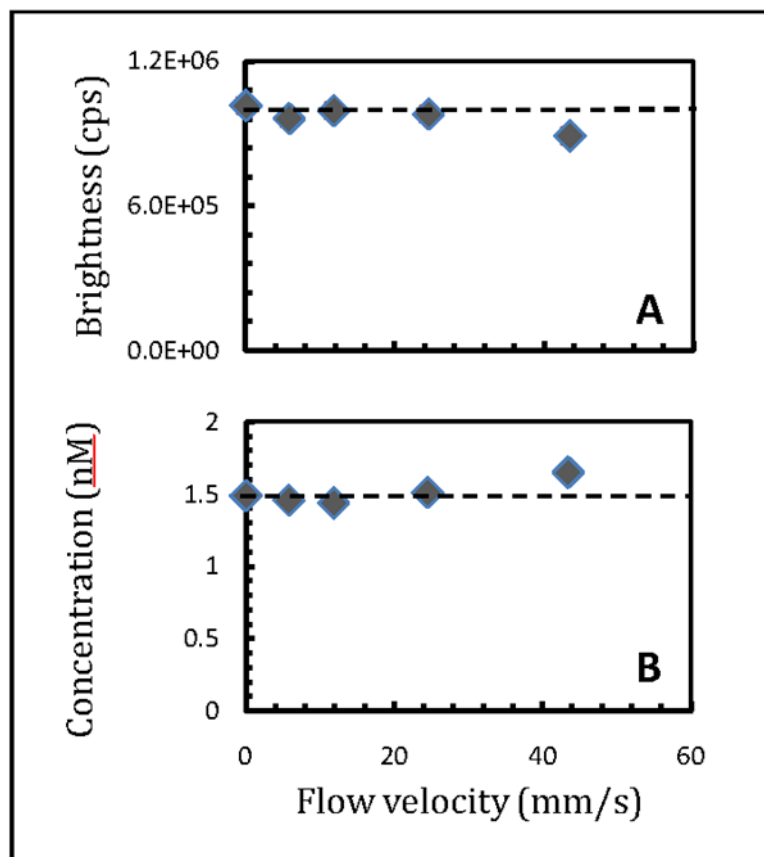 1.2E+06
6.0E+05
0.0E+00
Brightness (cps)
A
2
1.5
1
0.5
0
Concentration (nM)
B
0 20 40 60
Flow velocity (mm/s)